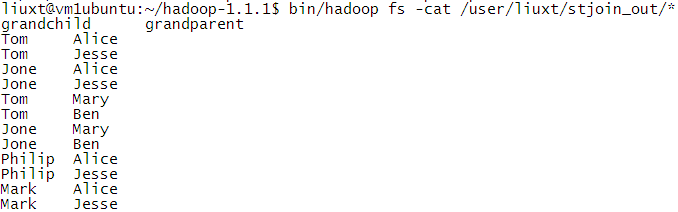 liuxt@vm1ubuntu:~/hadoop-1.1.1$ bin/hadoop fs -cat /user/liuxt/stjoin_out/*
grandchild grandparent
Tom Alice
Tom Jesse
Jone Alice
Jone Jesse
Tom Mary
Tom Ben
Jone Mary
Jone Ben
Philip Alice
Philip Jesse
Mark Alice
Mark Jesse